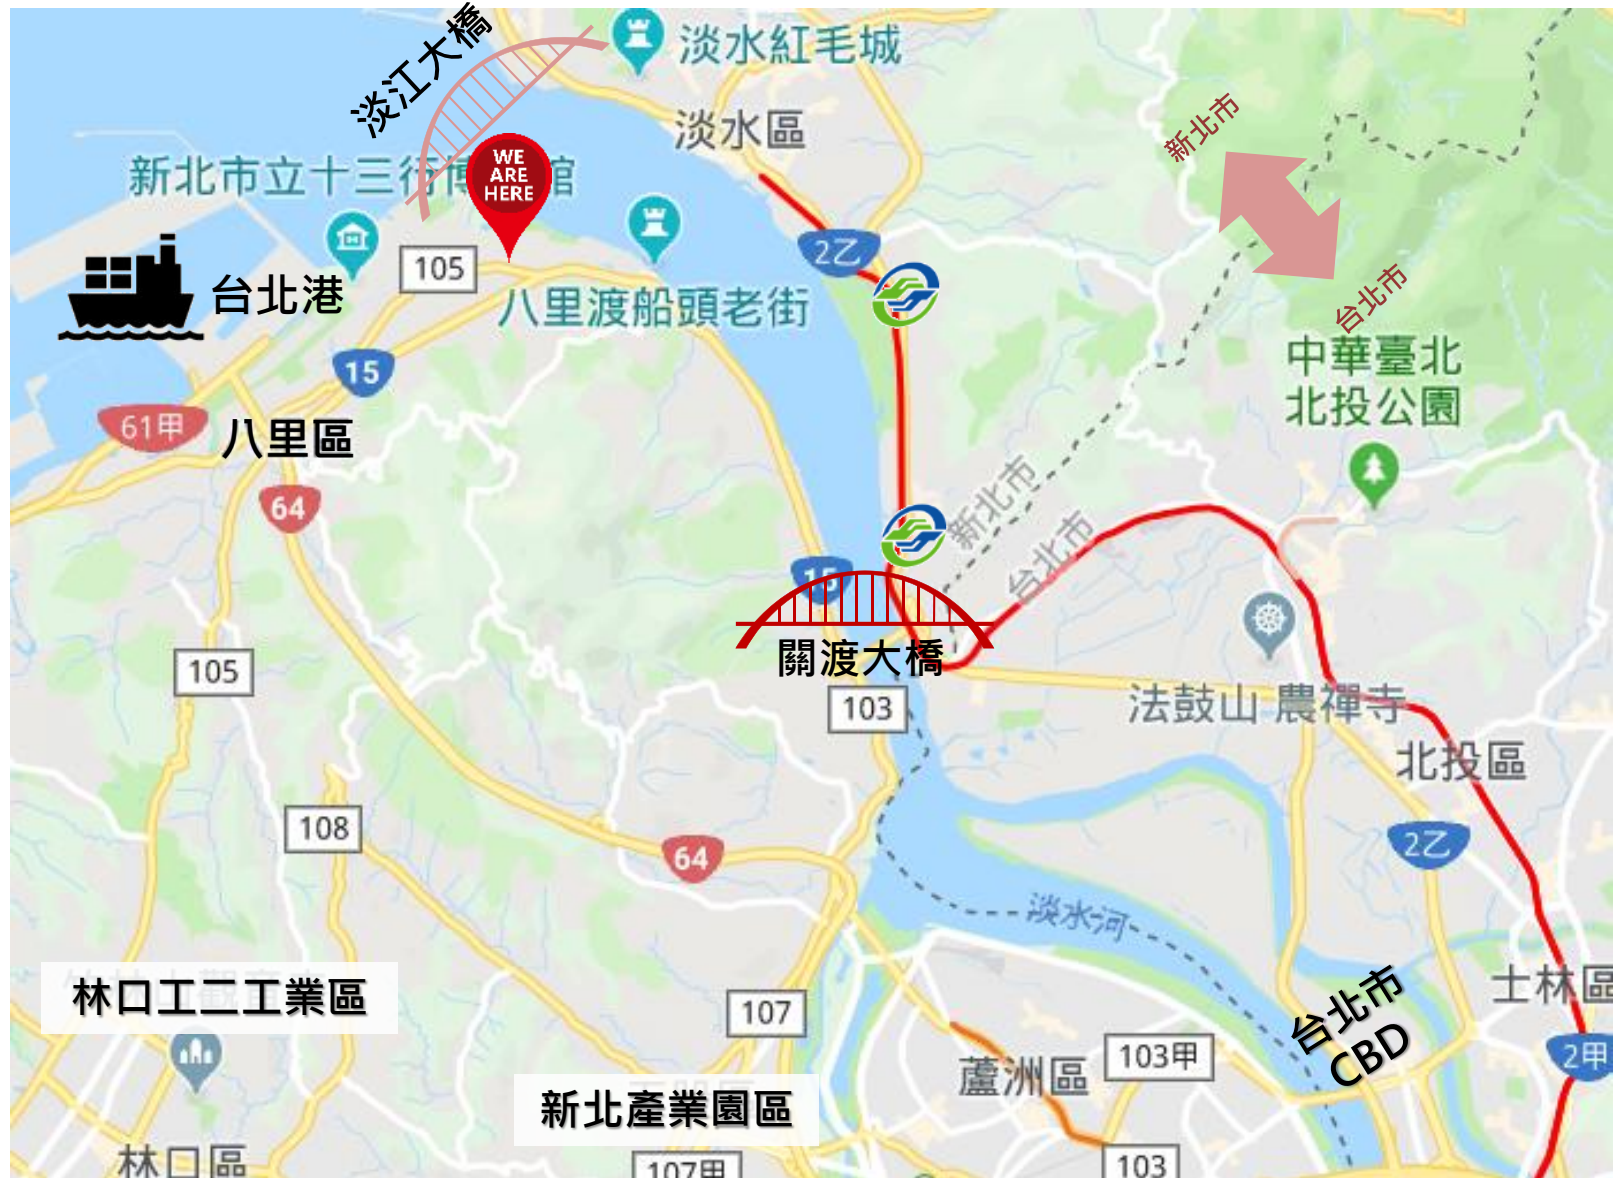 淡江大橋
淡水紅毛城
淡水區
新北市
新北市立十三行博
館
WE
ARE
HERE
2乙
105
台北港
八里渡船頭老街
台北市
中華臺北
北投公園
15
61甲
八里區
64
新北市
台北市
15
關渡大橋
105
103
法鼓山 農禪寺
北投區
108
64
2乙
淡水河
林口工二工業區
107
士林區
台北市
CBD
蘆洲區
103甲
2甲
新北產業園區
林口區
107甲
103